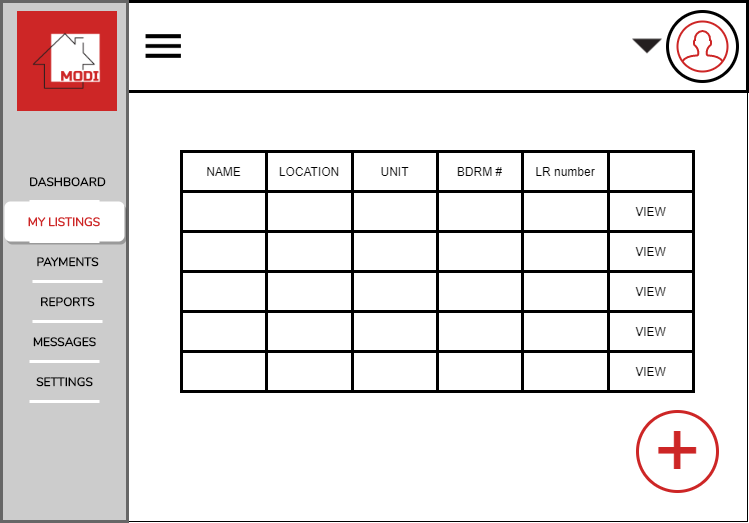 MODI
DASHBOARD
MY LISTINGS
PAYMENTS
REPORTS
MESSAGES
SETTINGS
NAME LOCATION UNIT BDRM # LR number
VIEW
VIEW
VIEW
VIEW
VIEW